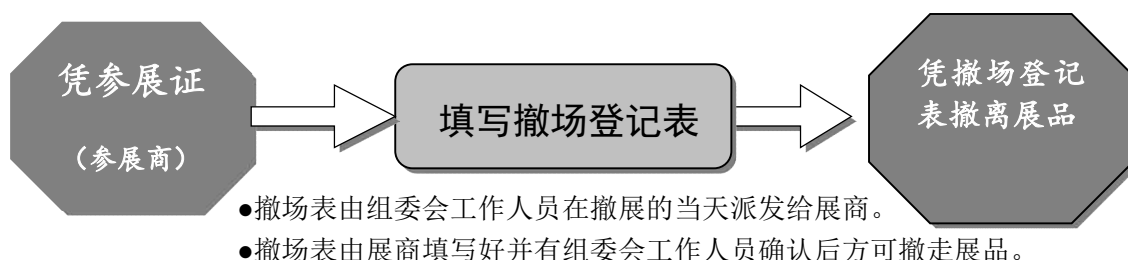 凭参展证
（参展商）
填写撤场登记表
凭撤场登记
表撤离展品
●撤场表由组委会工作人员在撤展的当天派发给展商。
●撤场表由展商填写好并有组委会工作人员确认后方可撤走展品。